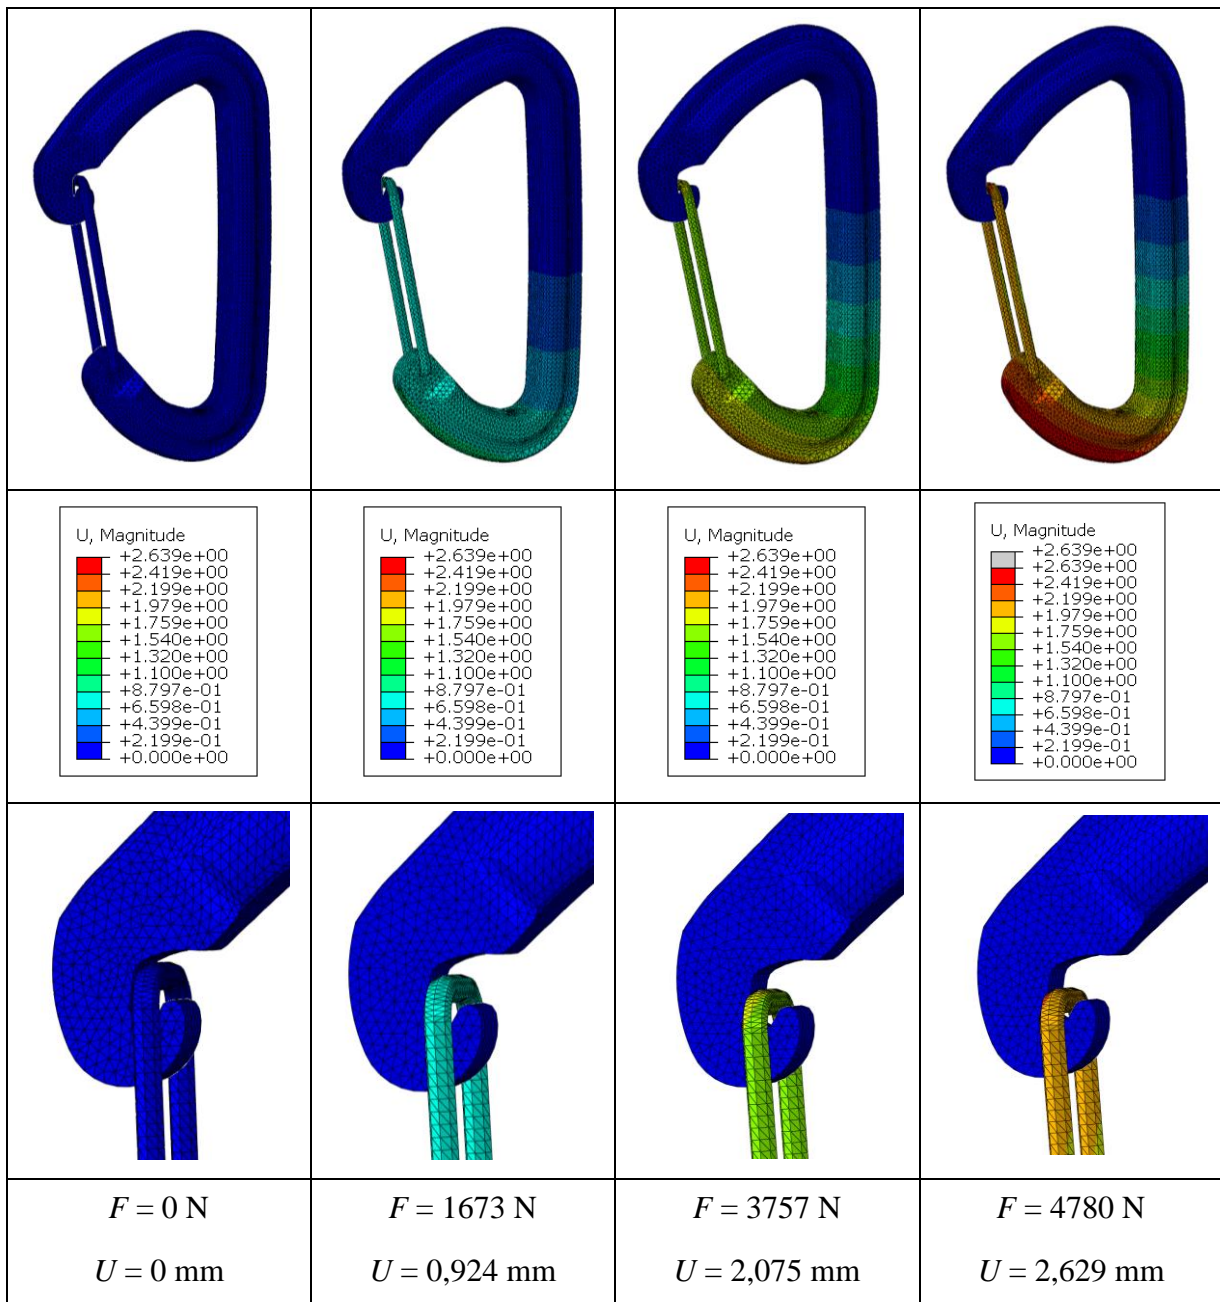 U, Magnitude
+2.639e+00
+2.419e+00
+2.199e+00
+1.979e+00
+1.759e+00
+1.540e+00
+1.320e+00
+1.100e+00
+8.797e-01
+6.598e-01
+4.399e-01
+2.199e-01
+0.000e+00
U, Magnitude
+2.639e+00
+2.419e+00
+2.199e+00
+1.979e+00
+1.759e+00
+1.540e+00
+1.320e+00
+1.100e+00
+8.797e-01
+6.598e-01
+4.399e-01
+2.199e-01
+0.000e+00
U, Magnitude
+2.639e+00
+2.419e+00
+2.199e+00
+1.979e+00
+1.759e+00
+1.540e+00
+1.320e+00
+1.100e+00
+8.797e-01
+6.598e-01
+4.399e-01
+2.199e-01
+0.000e+00
U, Magnitude
+2.639e+00
+2.639e+00
+2.419e+00
+2.199e+00
+1.979e+00
+1.759e+00
+1.540e+00
+1.320e+00
+1.100e+00
+8.797e-01
+6.598e-01
+4.399e-01
+2.199e-01
+0.000e+00
F = 0 N
U = 0 mm
F = 1673 N
U = 0,924 mm
F = 3757 N
U = 2,075 mm
F = 4780 N
U = 2,629 mm